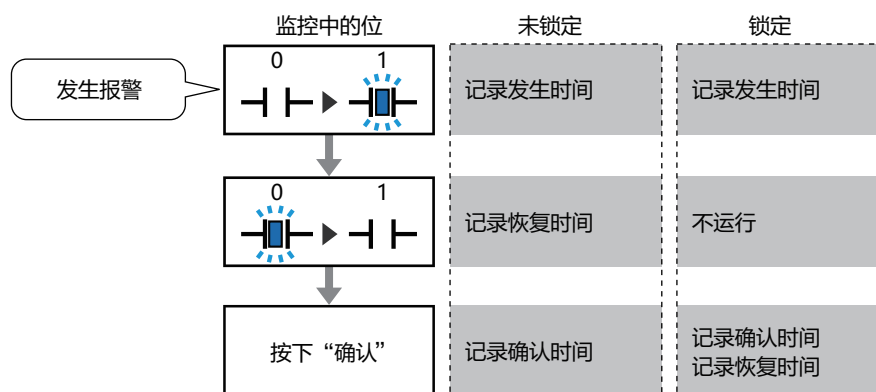 监控中的位 未锁定 锁定
0 1
发生报警
记录发生时间 记录发生时间
0 1
记录恢复时间 不运行
按下“确认”
记录确认时间 记录确认时间
记录恢复时间